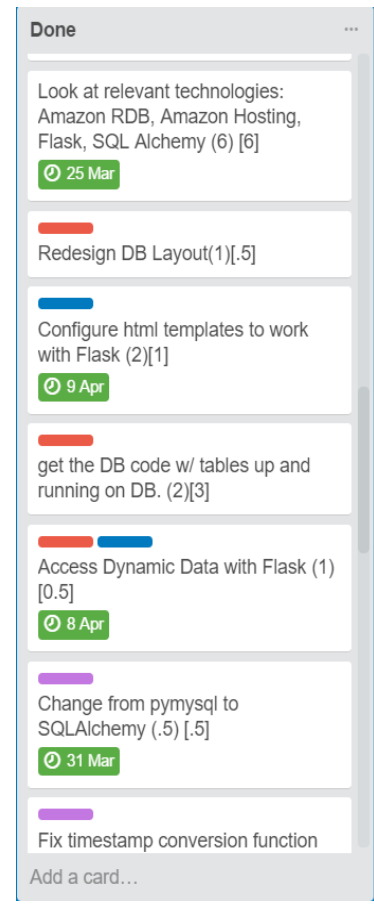 Done
Look at relevant technologies:
Amazon RDB, Amazon Hosting,
Flask, SQL Alchemy (6) [6]
25 Mar
Redesign DB Layout(1)[.5]
Configure html templates to work
with Flask (2)[1]
9 Apr
get the DB code w/ tables up and
running on DB. (2)[3]
Access Dynamic Data with Flask (1)
[0.5]
8 Apr
Change from pymysql to
SQLAlchemy (.5) [.5]
31 Mar
Fix timestamp conversion function
Add a card…